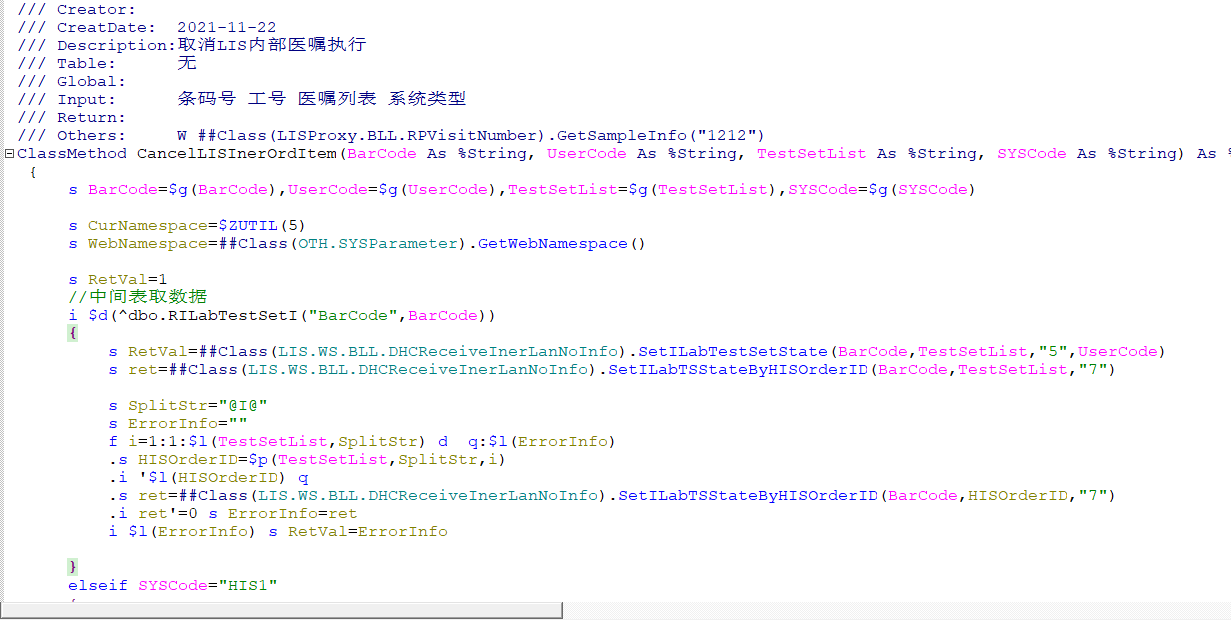 /// Creator:
/// CreatDate:  2021-11-22
/// Description:取消LIS内部医嘱执行
/// Table:      无
/// Global:
/// Input:      条码号 工号 医嘱列表 系统类型
/// Return:
/// Others:     W ##Class(LISProxy.BLL.RPVisitNumber).GetSampleInfo("1212")
ClassMethod CancelLISInerOrdItem(BarCode As %String, UserCode As %String, TestSetList As %String, SYSCode As %String) As
{
s BarCode=$g(BarCode),UserCode=$g(UserCode),TestSetList=$g(TestSetList),SYSCode=$g(SYSCode)
s CurNamespace=$ZUTIL(5)
s WebNamespace=##Class(OTH.SYSParameter).GetWebNamespace()
s RetVal=1
//中间表取数据
i $d(^dbo.RILabTestSetI("BarCode",BarCode))
{
s RetVal=##Class(LIS.WS.BLL.DHCReceiveInerLanNoInfo).SetILabTestSetState(BarCode,TestSetList,"5",UserCode)
s ret=##Class(LIS.WS.BLL.DHCReceiveInerLanNoInfo).SetILabTSStateByHISOrderID(BarCode,TestSetList,"7")
s SplitStr="@I@"
s ErrorInfo=""
f i=1:1:$l(TestSetList,SplitStr) d  q:$l(ErrorInfo)
.s HISOrderID=$p(TestSetList,SplitStr,i)
.i '$l(HISOrderID) q
.s ret=##Class(LIS.WS.BLL.DHCReceiveInerLanNoInfo).SetILabTSStateByHISOrderID(BarCode,HISOrderID,"7")
.i ret'=0 s ErrorInfo=ret
i $l(ErrorInfo) s RetVal=ErrorInfo
}
elseif SYSCode="HIS1"